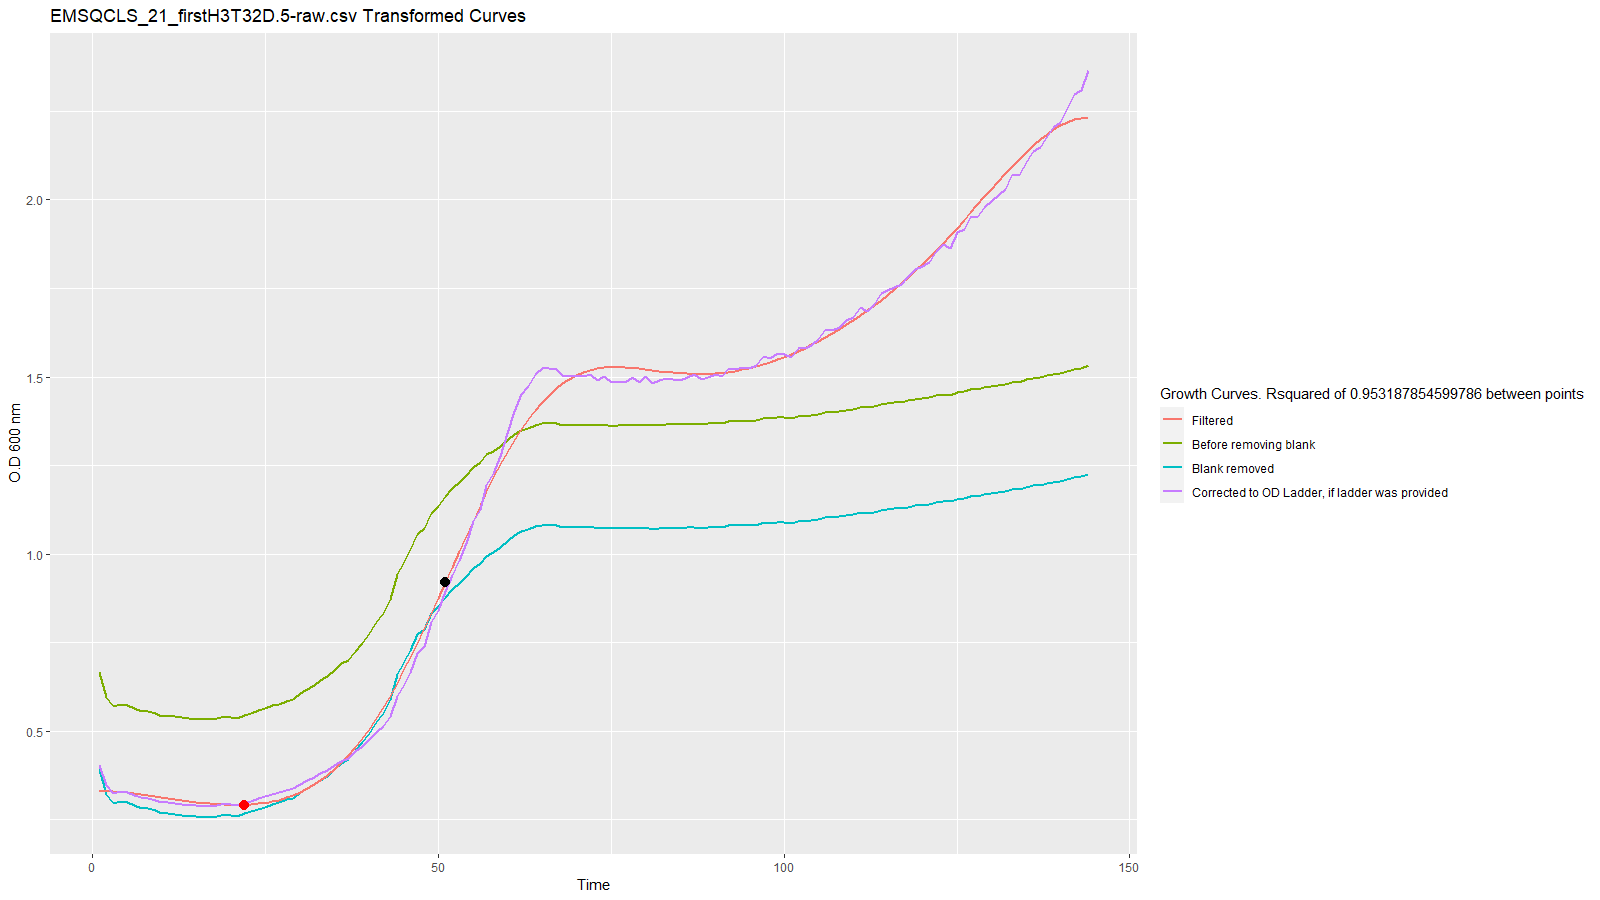 EMSQCLS_21_firstH3T32D.5-raw.csv Transformed Curves
O.D 600 nm
2.0
1.5
1.0
0.5
0
50
100
150
Time
Growth Curves. Rsquared of 0.953187854599786 between points
Filtered
Before removing blank
Blank removed
Corrected to OD Ladder, if ladder was provided